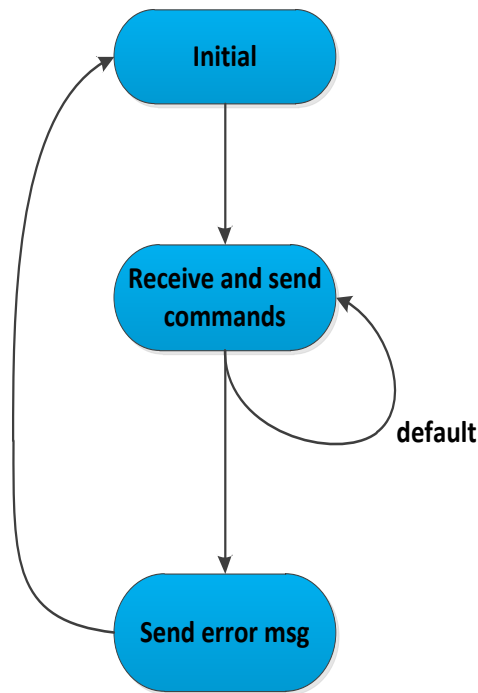 Initial
Receive and send
commands
default
Send error msg